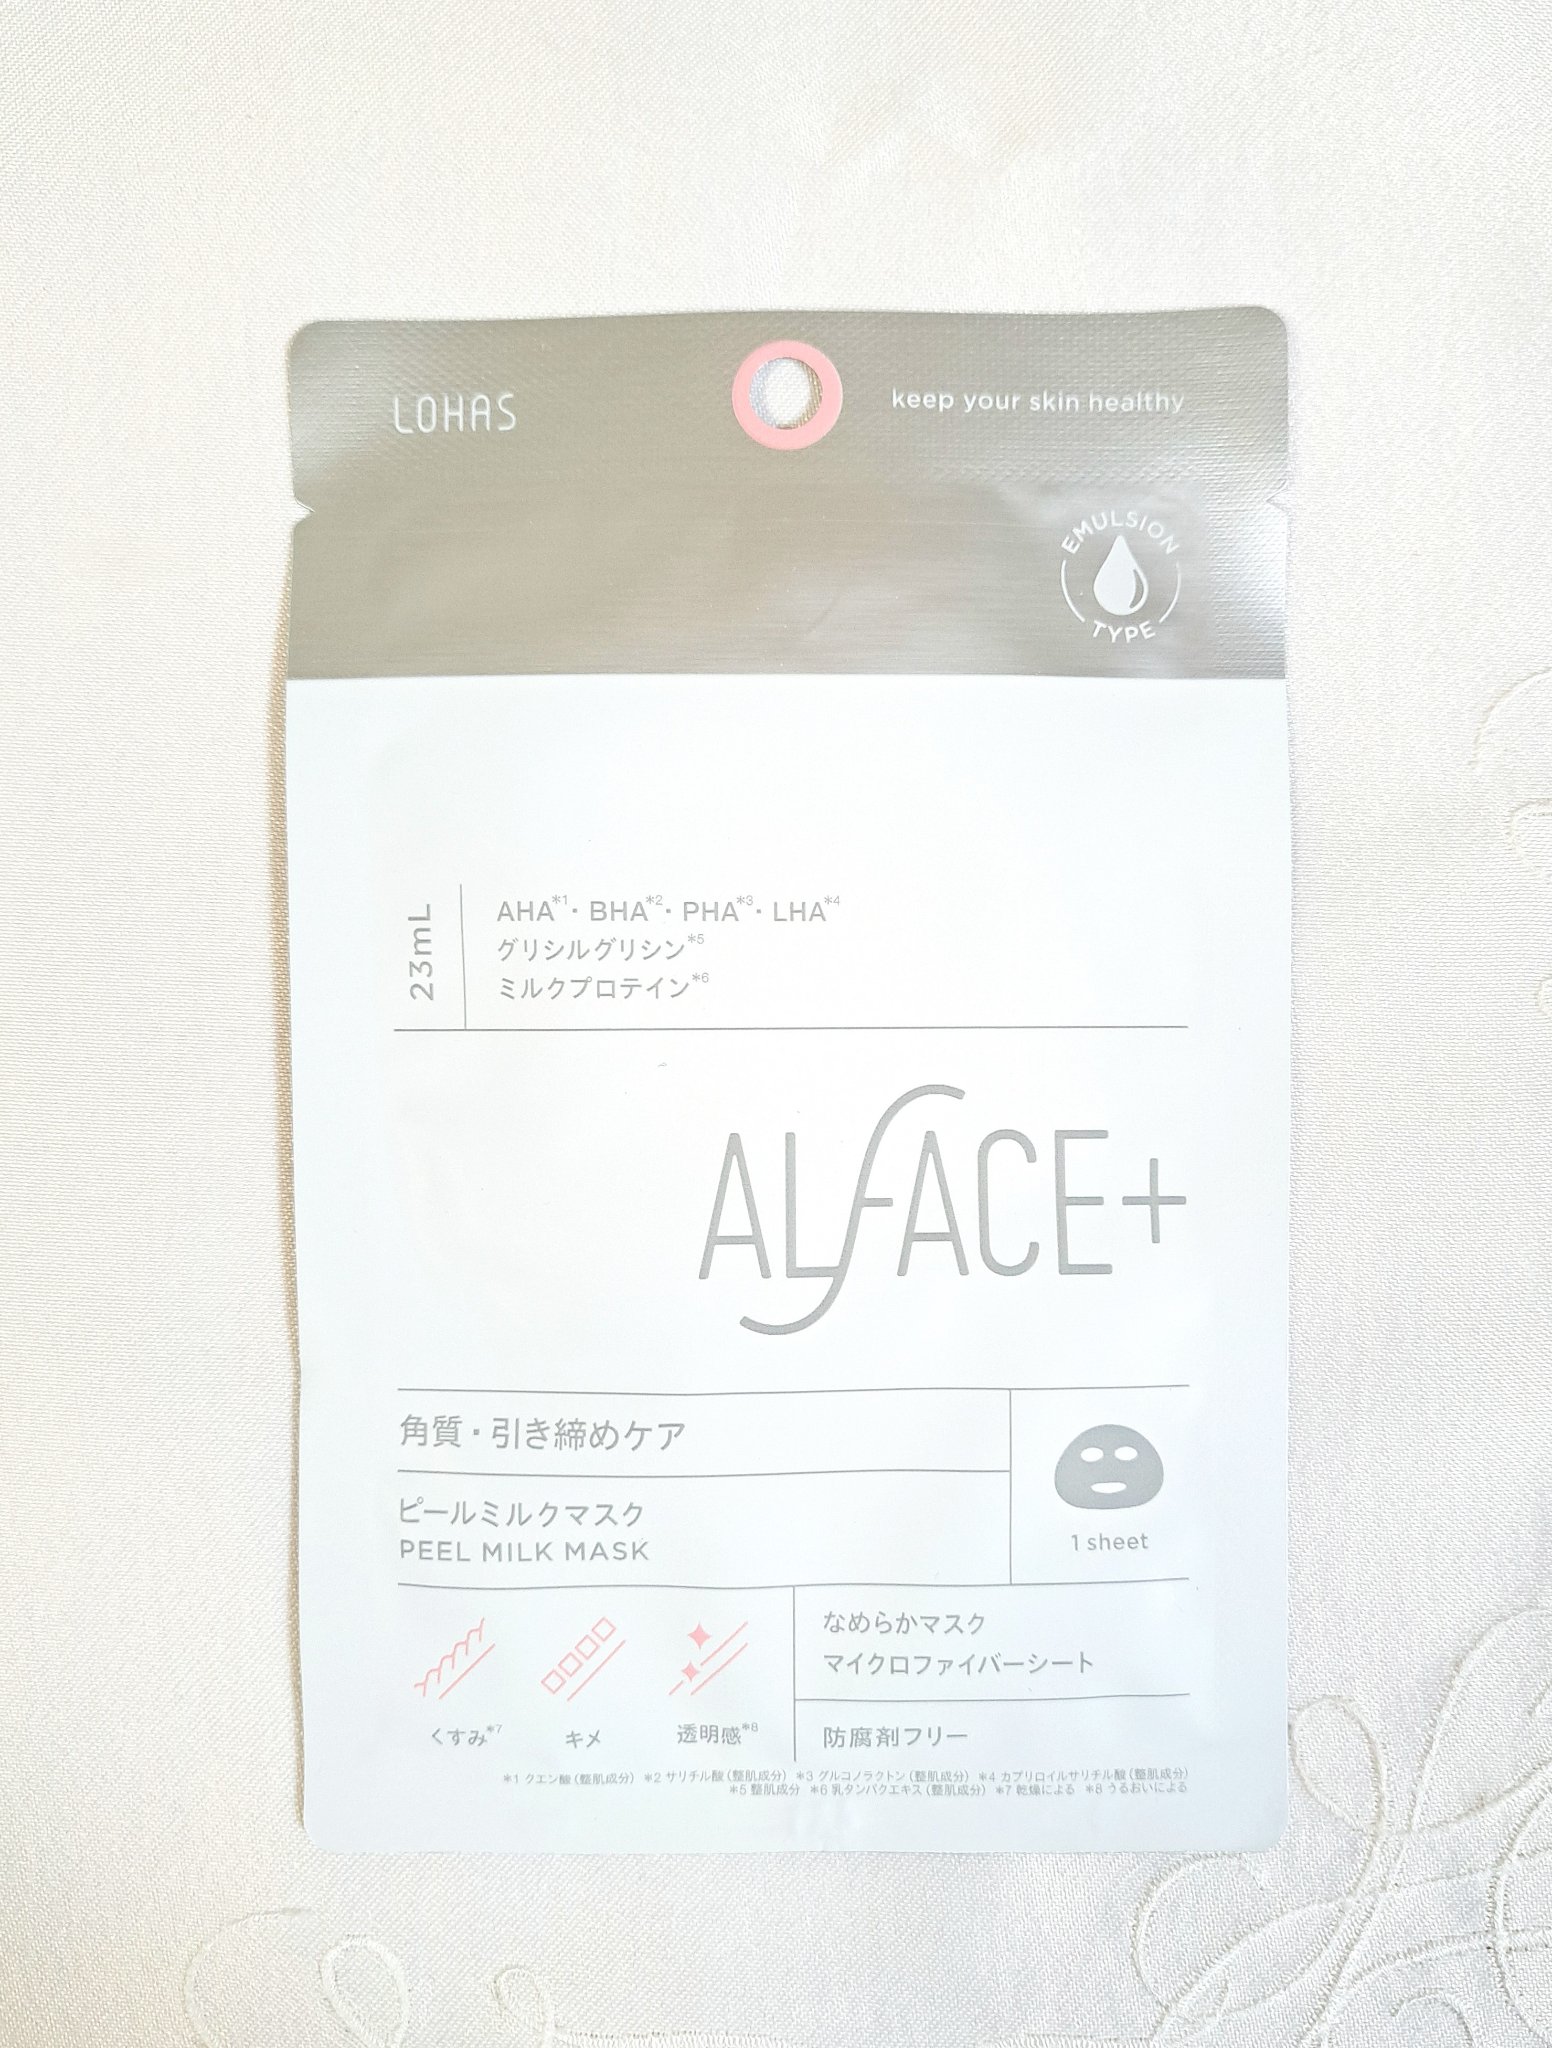 LOHAS
keep your skin healthy
EMULSION
TYPE
23mL
AHA*1・BHA*2・PHA*3・LHA*4
グリシルグリシン*5
ミルクプロテイン*6
ALFACE+
角質・引き締めケア
ピールミルクマスク
PEEL MILK MASK
1 sheet
くすみ*7
キメ
透明感*8
なめらかマスク
マイクロファイバーシート
防腐剤フリー
*1 クエン酸(整肌成分) *2 サリチル酸(整肌成分) *3 グルコノラクトン(整肌成分) *4 カプリロイルサリチル酸(整肌成分)
*5 整肌成分 *6 乳タンパクエキス(整肌成分) *7 乾燥による *8 うるおいによる